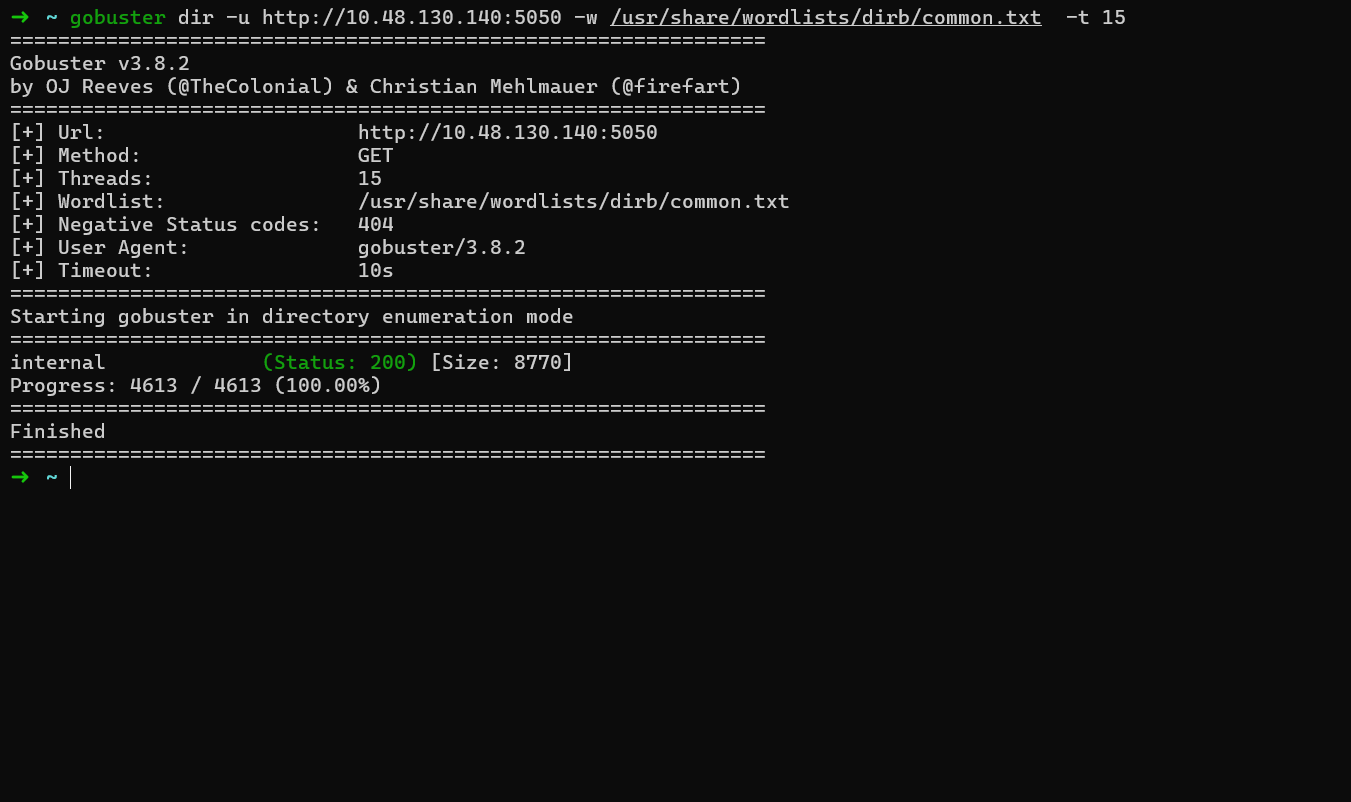 ➜ ~ gobuster dir -u http://10.48.130.140:5050 -w /usr/share/wordlists/dirb/common.txt  -t 15
===============================================================
Gobuster v3.8.2
by OJ Reeves (@TheColonial) & Christian Mehlmauer (@firefart)
===============================================================
[+] Url:                     http://10.48.130.140:5050
[+] Method:                  GET
[+] Threads:                 15
[+] Wordlist:                /usr/share/wordlists/dirb/common.txt
[+] Negative Status codes:   404
[+] User Agent:              gobuster/3.8.2
[+] Timeout:                 10s
===============================================================
Starting gobuster in directory enumeration mode
===============================================================
internal             (Status: 200) [Size: 8770]
Progress: 4613 / 4613 (100.00%)
===============================================================
Finished
===============================================================
➜ ~